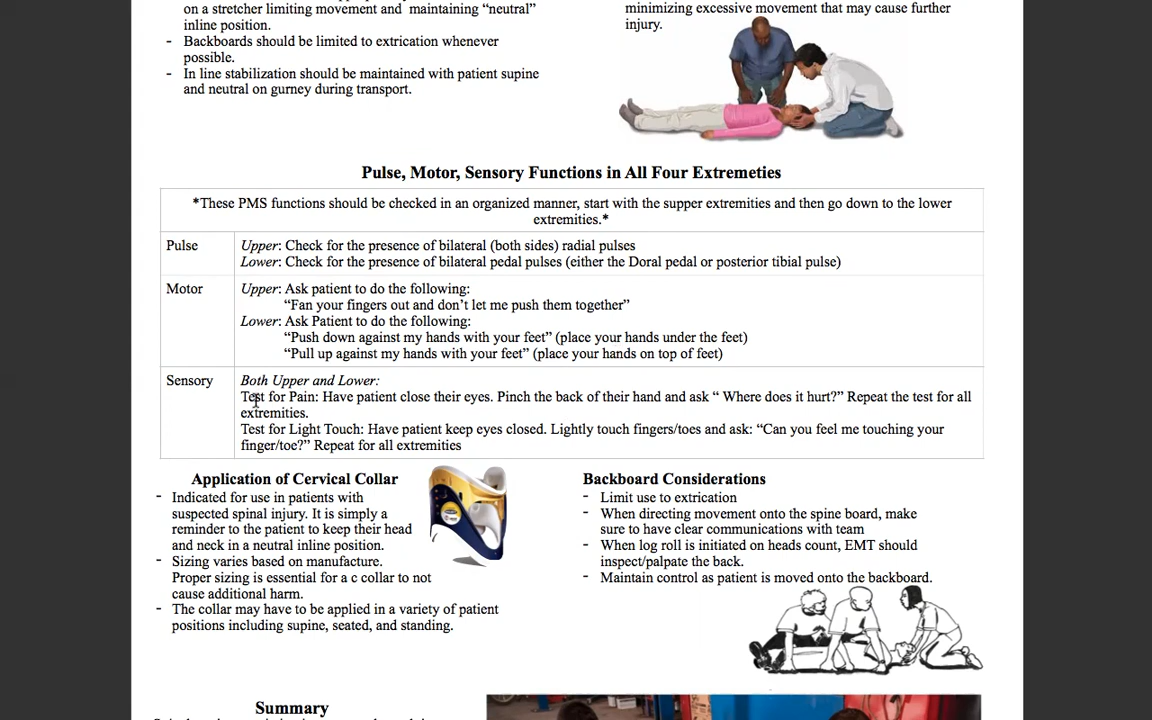 on a stretcher limiting movement and maintaining “neutral”
inline position.
- Backboards should be limited to extrication whenever
possible.
- In line stabilization should be maintained with patient supine
and neutral on gurney during transport.
minimizing excessive movement that may cause further
injury.
Pulse, Motor, Sensory Functions in All Four Extremeties
*These PMS functions should be checked in an organized manner, start with the supper extremities and then go down to the lower
extremities.*
Pulse
Upper: Check for the presence of bilateral (both sides) radial pulses
Lower: Check for the presence of bilateral pedal pulses (either the Doral pedal or posterior tibial pulse)
Motor
Upper: Ask patient to do the following:
“Fan your fingers out and don’t let me push them together”
Lower: Ask Patient to do the following:
“Push down against my hands with your feet” (place your hands under the feet)
“Pull up against my hands with your feet” (place your hands on top of feet)
Sensory
Both Upper and Lower:
Test for Pain: Have patient close their eyes. Pinch the back of their hand and ask “ Where does it hurt?” Repeat the test for all
extremities.
Test for Light Touch: Have patient keep eyes closed. Lightly touch fingers/toes and ask: “Can you feel me touching your
finger/toe?” Repeat for all extremities
Application of Cervical Collar
- Indicated for use in patients with
suspected spinal injury. It is simply a
reminder to the patient to keep their head
and neck in a neutral inline position.
- Sizing varies based on manufacture.
Proper sizing is essential for a c collar to not
cause additional harm.
- The collar may have to be applied in a variety of patient
positions including supine, seated, and standing.
Backboard Considerations
- Limit use to extrication
- When directing movement onto the spine board, make
sure to have clear communications with team
- When log roll is initiated on heads count, EMT should
inspect/palpate the back.
- Maintain control as patient is moved onto the backboard.
Summary